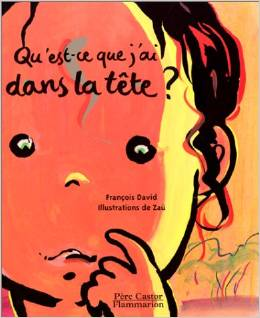 Qu'est-ce que j'ai
dans la tête ?
François David
Illustrations de Zaü
Père Castor
Flammarion